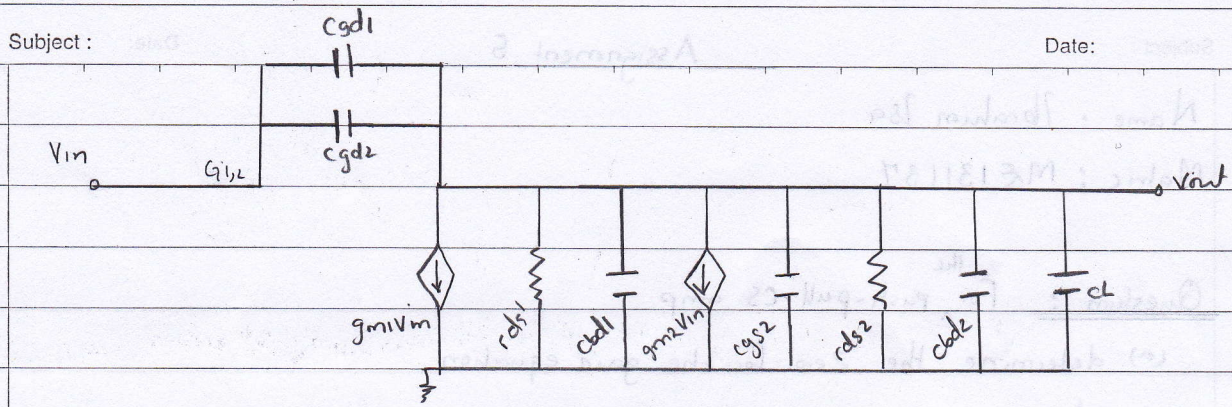 Subject :
Date:
Cgd1
Cgd2
Vin
G1,2
Vout
gm1Vin
rds1
Cbd1
gm2Vin
Cgs2
rds2
Cbd2
CL